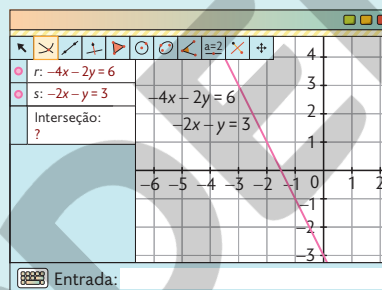 a=2
r: –4x – 2y = 6
s: –2x – y = 3
Interseção:
?
–4x – 2y = 6
–2x – y = 3
4
3
2
1
–6 –5 –4 –3 –2 –1 0 1 2
–1
–2
–3
Entrada: